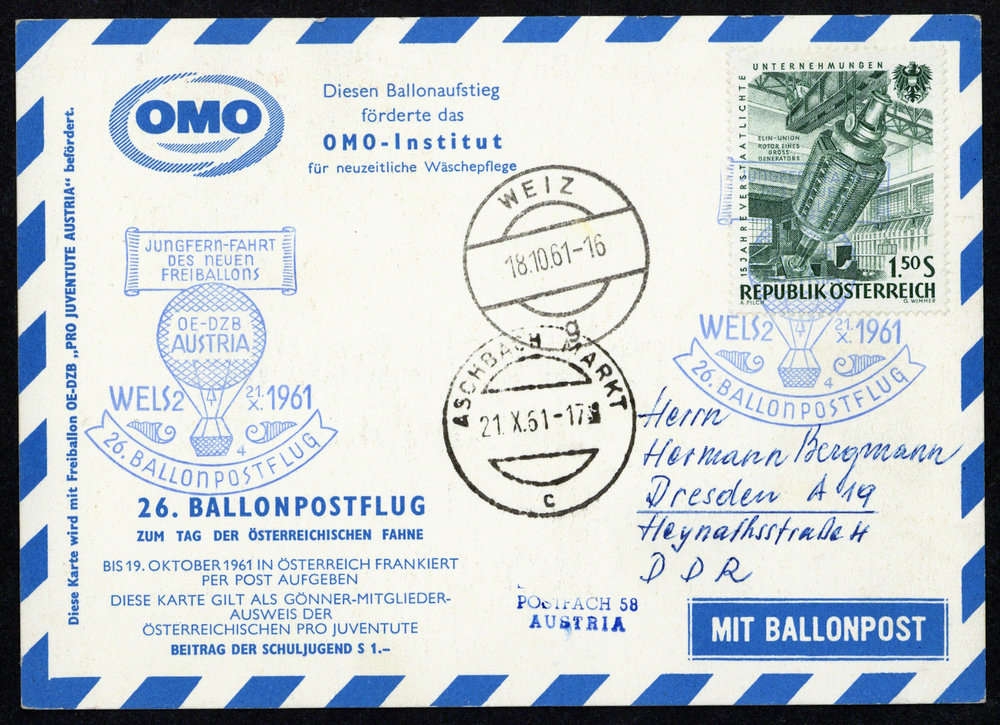 OMO
Diesen Ballonaufstieg
förderte das
OMO-Institut
für neuzeitliche Wäschepflege
Diese Karte wird mit Freiballon OE-DZB „PRO JUVENTUTE AUSTRIA“ befördert.
JUNGFERN-FAHRT
DES NEUEN
FREIBALLONS
OE-DZB
AUSTRIA
WELS2 21. X. 1961
4
26. BALLONPOSTFLUG
WEIZ
18.10.61-16
g
ASCHBACH MARKT
21.X.61-17
c
15 JAHRE VERSTAATLICHTE UNTERNEHMUNGEN
ELIN-UNION
ROTOR EINES
GROSS-
GENERATORS
1.50 S
REPUBLIK ÖSTERREICH
A. PILCH G. WIMMER
WELS2 21. X. 1961
4
26. BALLONPOSTFLUG
Herrn
Hermann Bergmann
Dresden A 19
DDR
26. BALLONPOSTFLUG
ZUM TAG DER ÖSTERREICHISCHEN FAHNE
BIS 19. OKTOBER 1961 IN ÖSTERREICH FRANKIERT
PER POST AUFGEBEN
DIESE KARTE GILT ALS GÖNNER-MITGLIEDER-
AUSWEIS DER
ÖSTERREICHISCHEN PRO JUVENTUTE
BEITRAG DER SCHULJUGEND S 1.–
POSTFACH 58
AUSTRIA
MIT BALLONPOST